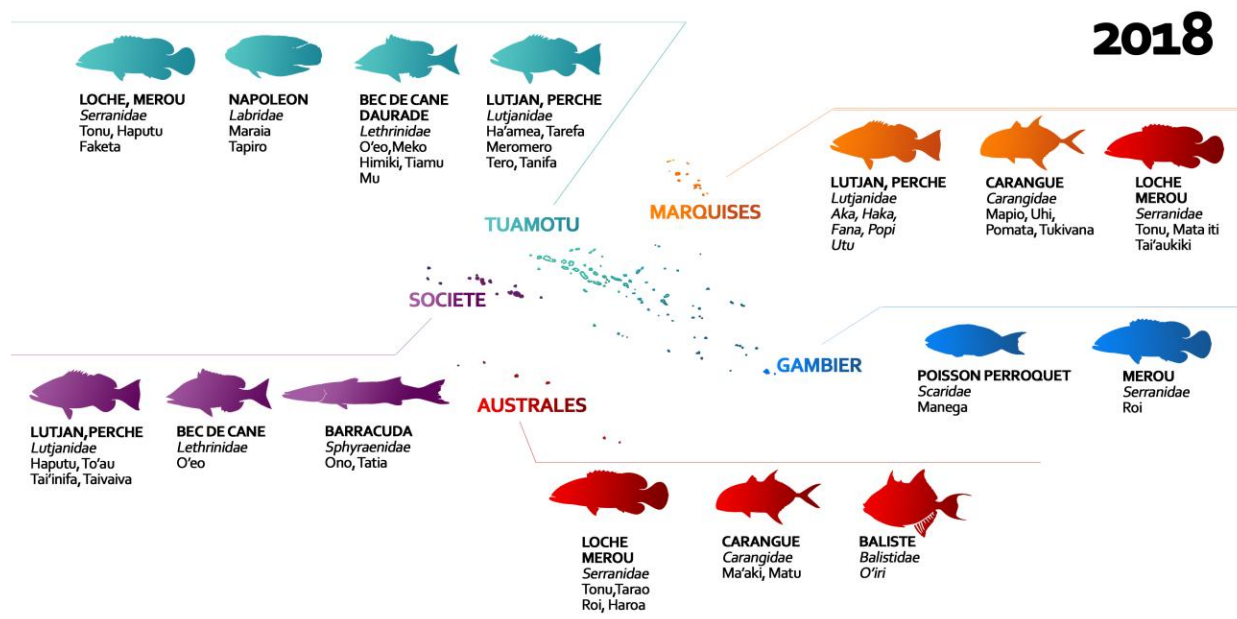 2018
LOCHE, MEROU
Serranidae
Tonu, Haputu
Faketa
NAPOLEON
Labridae
Maraia
Tapiro
BEC DE CANE
DAURADE
Lethrinidae
O'eo,Meko
Himiki, Tiamu
Mu
LUTJAN, PERCHE
Lutjanidae
Ha'amea, Tarefa
Meromero
Tero, Tanifa
LUTJAN, PERCHE
Lutjanidae
Aka, Haka,
Fana, Popi
Utu
CARANGUE
Carangidae
Mapio, Uhi,
Pomata, Tukivana
LOCHE
MEROU
Serranidae
Tonu, Mata iti
Tai'aukiki
MARQUISES
TUAMOTU
SOCIETE
GAMBIER
AUSTRALES
POISSON PERROQUET
Scaridae
Manega
MEROU
Serranidae
Roi
LUTJAN,PERCHE
Lutjanidae
Haputu, To'au
Tai'inifa, Taivaiva
BEC DE CANE
Lethrinidae
O'eo
BARRACUDA
Sphyraenidae
Ono, Tatia
LOCHE
MEROU
Serranidae
Tonu,Tarao
Roi, Haroa
CARANGUE
Carangidae
Ma'aki, Matu
BALISTE
Balistidae
O'iri